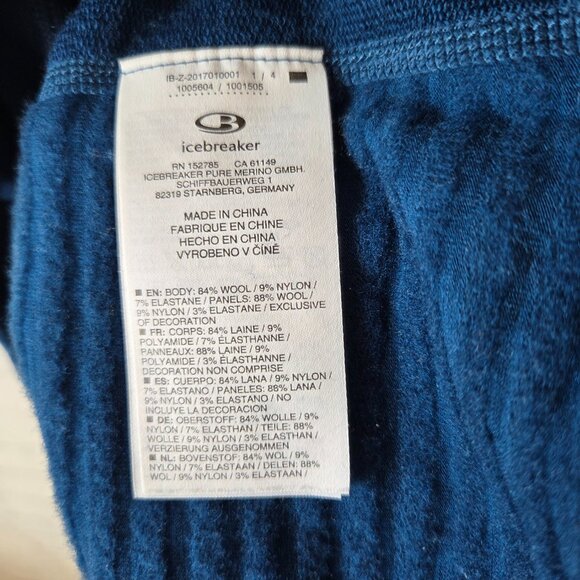 IB-Z-2017010001 1 / 4
1005604 / 1001505
icebreaker
RN 152785 CA 61149
ICEBREAKER PURE MERINO GMBH.
SCHIFFBAUERWEG 1
82319 STARNBERG, GERMANY
MADE IN CHINA
FABRIQUE EN CHINE
HECHO EN CHINA
VYROBENO V ČÍNĚ
EN: BODY: 84% WOOL / 9% NYLON /
7% ELASTANE / PANELS: 88% WOOL /
9% NYLON / 3% ELASTANE / EXCLUSIVE
OF DECORATION
FR: CORPS: 84% LAINE / 9%
POLYAMIDE / 7% ÉLASTHANNE /
PANNEAUX: 88% LAINE / 9%
POLYAMIDE / 3% ÉLASTHANNE /
DECORATION NON COMPRISE
ES: CUERPO: 84% LANA / 9% NYLON /
7% ELASTANO / PANELES: 88% LANA /
9% NYLON / 3% ELASTANO / NO
INCLUYE LA DECORACION
DE: OBERSTOFF: 84% WOLLE / 9%
NYLON / 7% ELASTHAN / TEILE: 88%
WOLLE / 9% NYLON / 3% ELASTHAN /
VERZIERUNG AUSGENOMMEN
NL: BOVENSTOF: 84% WOL / 9%
NYLON / 7% ELASTAAN / DELEN: 88%
WOL / 9% NYLON / 3% ELASTAAN /